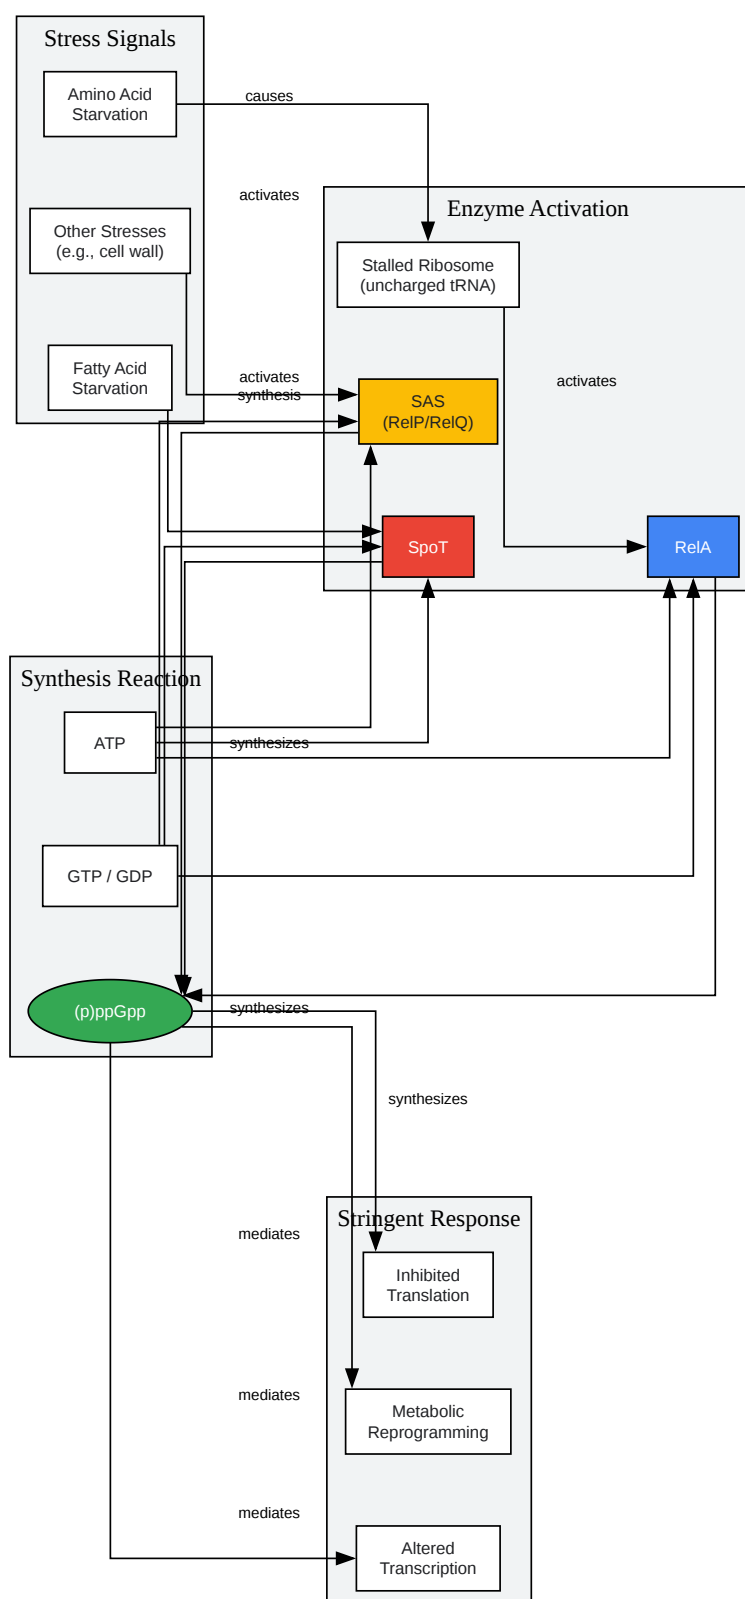 Stress Signals
Amino Acid
Starvation
causes
activates
Enzyme Activation
Other Stresses
(e.g., cell wall)
Stalled Ribosome
(uncharged tRNA)
Fatty Acid
Starvation
activates
synthesis
activates
SAS
(RelP/RelQ)
SpoT
RelA
Synthesis Reaction
ATP
synthesizes
GTP / GDP
(p)ppGpp
synthesizes
synthesizes
Stringent Response
mediates
Inhibited
Translation
mediates
Metabolic
Reprogramming
mediates
Altered
Transcription